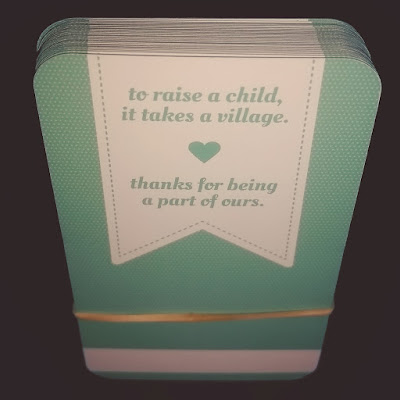 to raise a child,
it takes a village.
thanks for being
a part of ours.